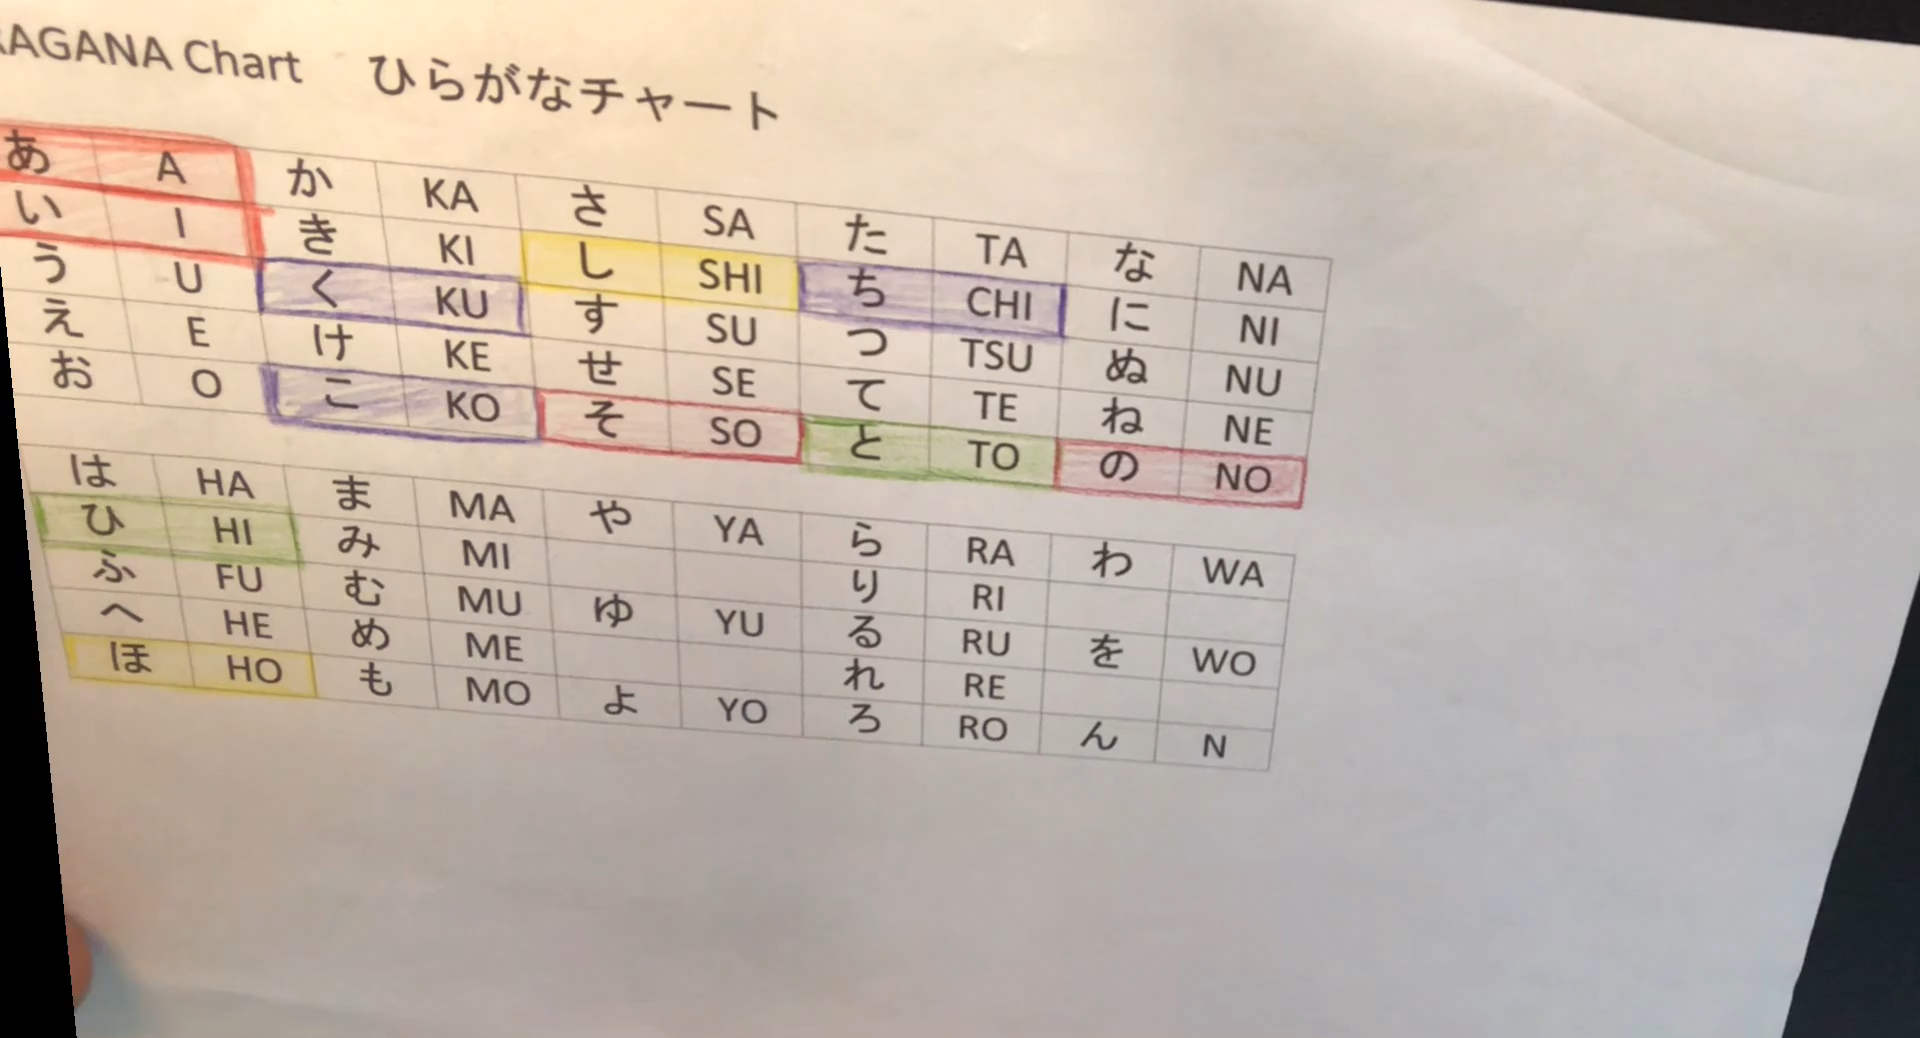 AGANA Chart ひらがなチャート
あ A か KA さ SA た TA な NA
い I き KI し SHI ち CHI に NI
う U く KU す SU つ TSU ぬ NU
え E け KE せ SE て TE ね NE
お O こ KO そ SO と TO の NO
は HA ま MA や YA ら RA わ WA
ひ HI み MI り RI
ふ FU む MU ゆ YU る RU を WO
へ HE め ME れ RE
ほ HO も MO よ YO ろ RO ん N